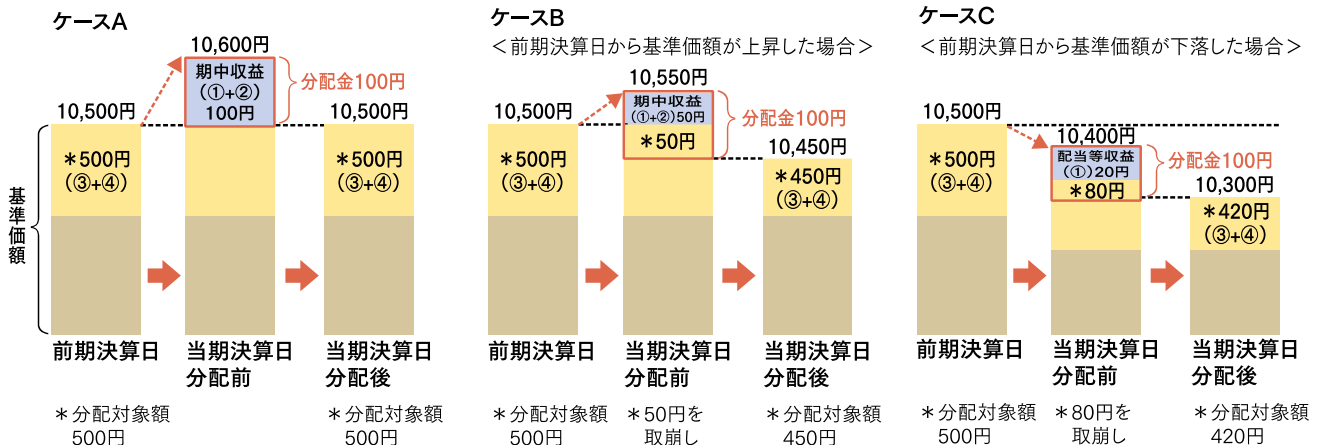 ケースA
10,600円
期中収益
(①+②)
100円
分配金100円
10,500円
10,500円
*500円
(③+④)
*500円
(③+④)
基準価額
前期決算日
当期決算日
分配前
当期決算日
分配後
*分配対象額
500円
*分配対象額
500円
ケースB
<前期決算日から基準価額が上昇した場合>
10,550円
期中収益
(①+②)50円
*50円
分配金100円
10,500円
10,450円
*500円
(③+④)
*450円
(③+④)
前期決算日
当期決算日
分配前
当期決算日
分配後
*分配対象額
500円
*50円を
取崩し
*分配対象額
450円
ケースC
<前期決算日から基準価額が下落した場合>
10,500円
10,400円
配当等収益
(①)20円
*80円
分配金100円
10,300円
*500円
(③+④)
*420円
(③+④)
前期決算日
当期決算日
分配前
当期決算日
分配後
*分配対象額
500円
*80円を
取崩し
*分配対象額
420円